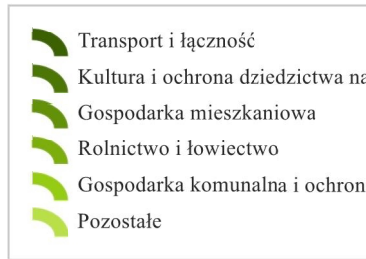 Transport i łączność
Kultura i ochrona dziedzictwa na
Gospodarka mieszkaniowa
Rolnictwo i łowiectwo
Gospodarka komunalna i ochron
Pozostałe